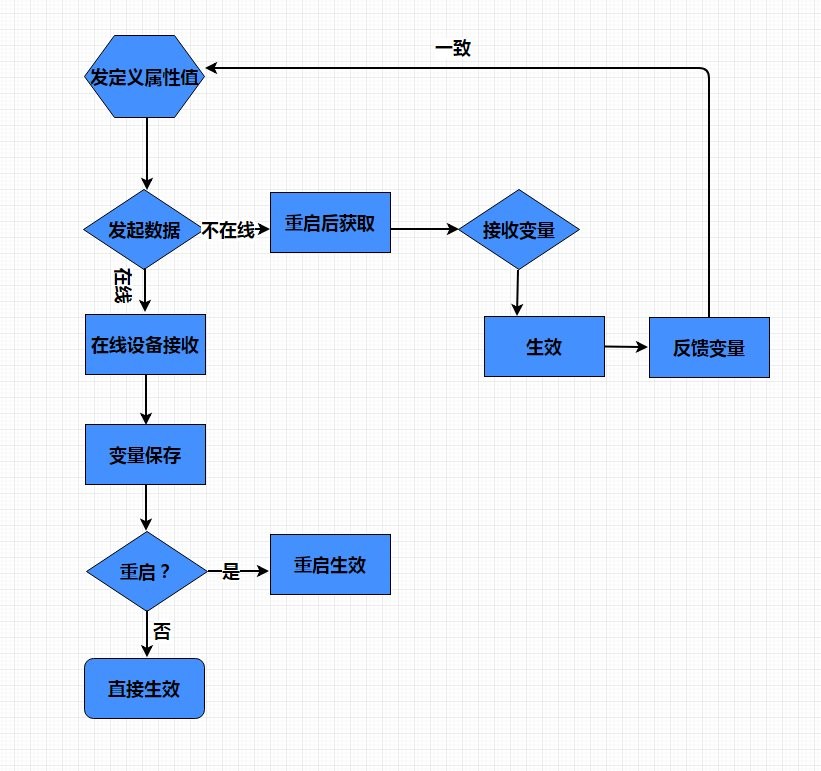 一致
发定义属性值
发起数据
不在线
重启后获取
接收变量
在线
在线设备接收
生效
反馈变量
变量保存
重启？
是
重启生效
否
直接生效